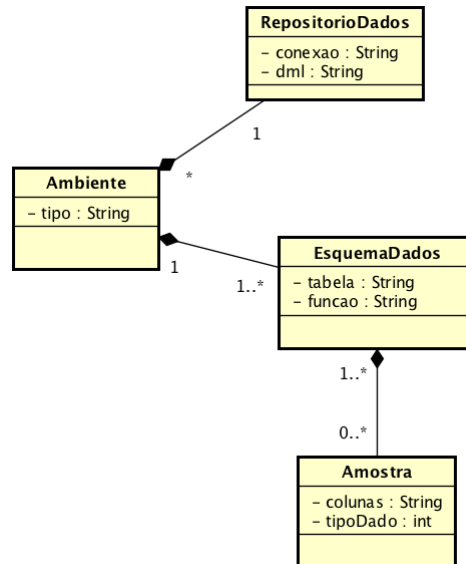 RepositorioDados
- conexao : String
- dml : String
1
*
Ambiente
- tipo : String
1
1..*
EsquemaDados
- tabela : String
- funcao : String
1..*
0..*
Amostra
- colunas : String
- tipoDado : int